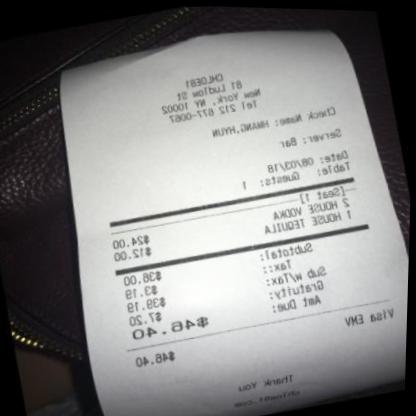 CHLOE81
81 Ludlow St
New York, NY, 10002
Tel 212 677-0067
Check Name: HWANG,HYUN
Server: Bar
Date: 08/03/18
Table: Guests: 1
[Seat 1]
2 HOUSE VODKA $24.00
1 HOUSE TEQUILA $12.00
Subtotal: $36.00
Tax:: $3.19
Sub w/Tax: $39.19
Gratuity: $7.20
Amt Due: $46.40
Visa EMV $46.40
Thank You